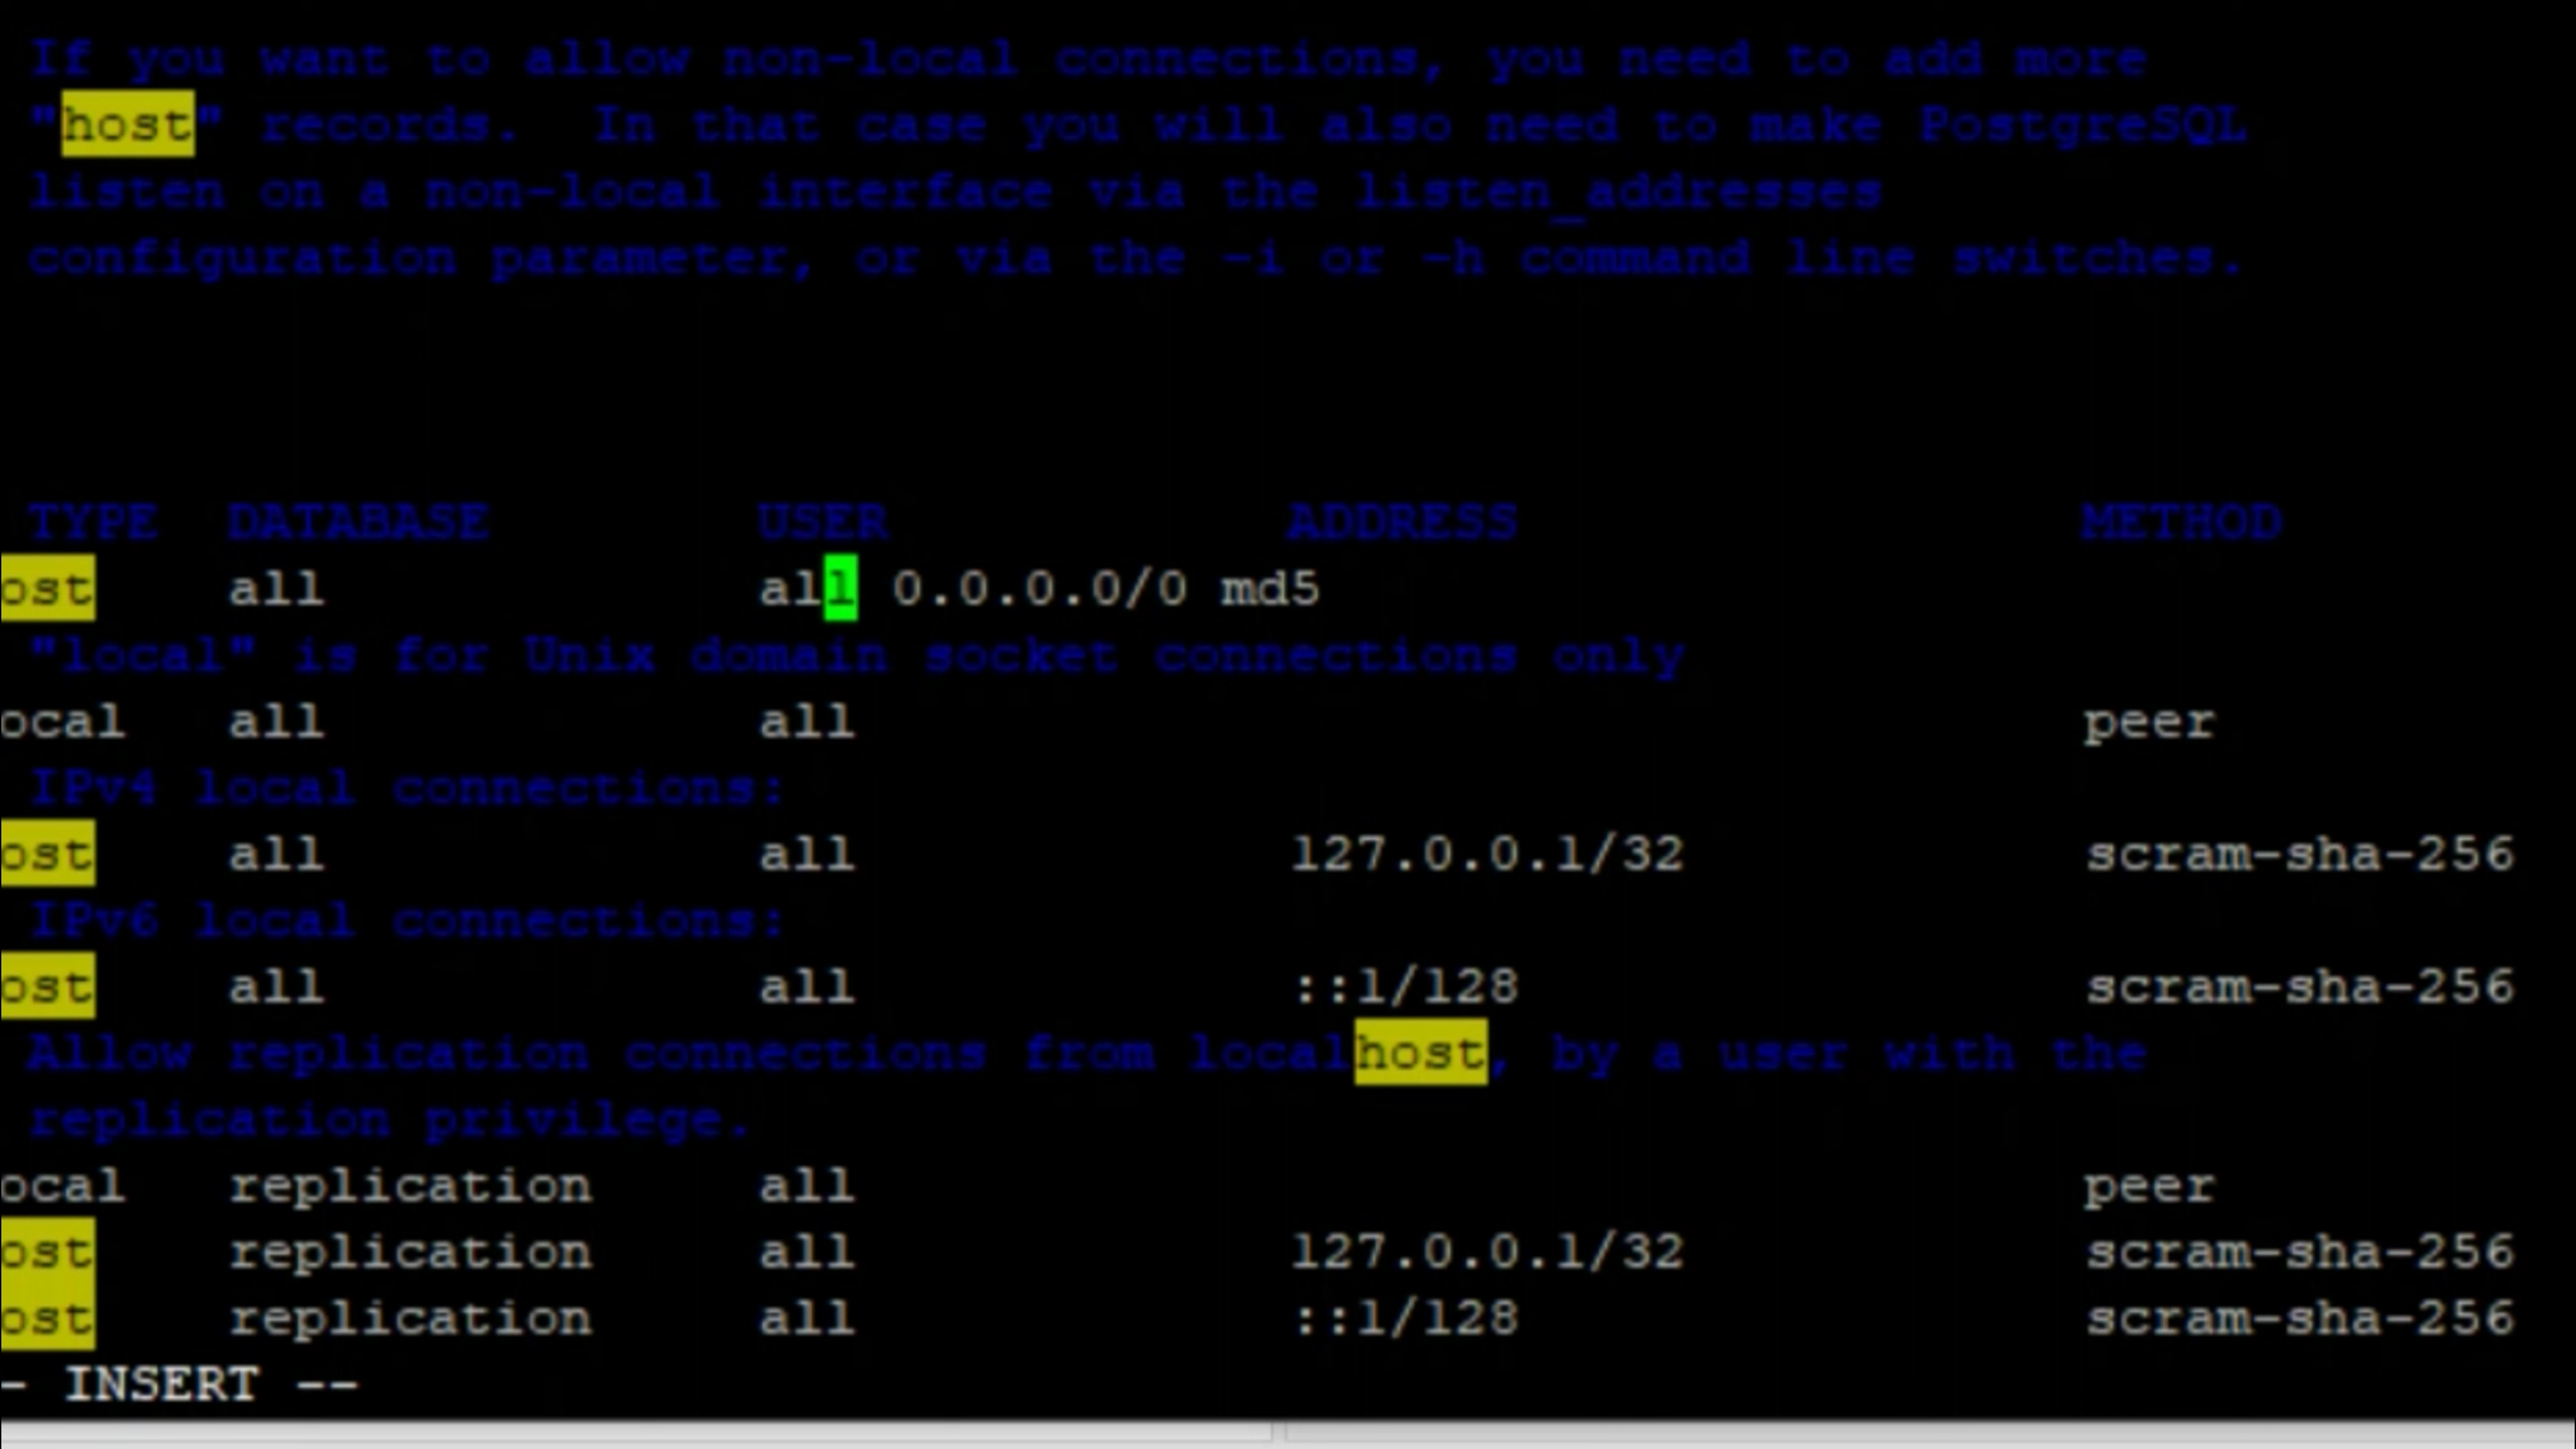 If you want to allow non-local connections, you need to add more
"host" records.  In that case you will also need to make PostgreSQL
listen on a non-local interface via the listen_addresses
configuration parameter, or via the -i or -h command line switches.
TYPE  DATABASE        USER            ADDRESS                 METHOD
ost    all             all 0.0.0.0/0 md5
"local" is for Unix domain socket connections only
ocal   all             all                                     peer
IPv4 local connections:
ost    all             all             127.0.0.1/32            scram-sha-256
IPv6 local connections:
ost    all             all             ::1/128                 scram-sha-256
Allow replication connections from localhost, by a user with the
replication privilege.
ocal   replication     all                                     peer
ost    replication     all             127.0.0.1/32            scram-sha-256
ost    replication     all             ::1/128                 scram-sha-256
- INSERT --